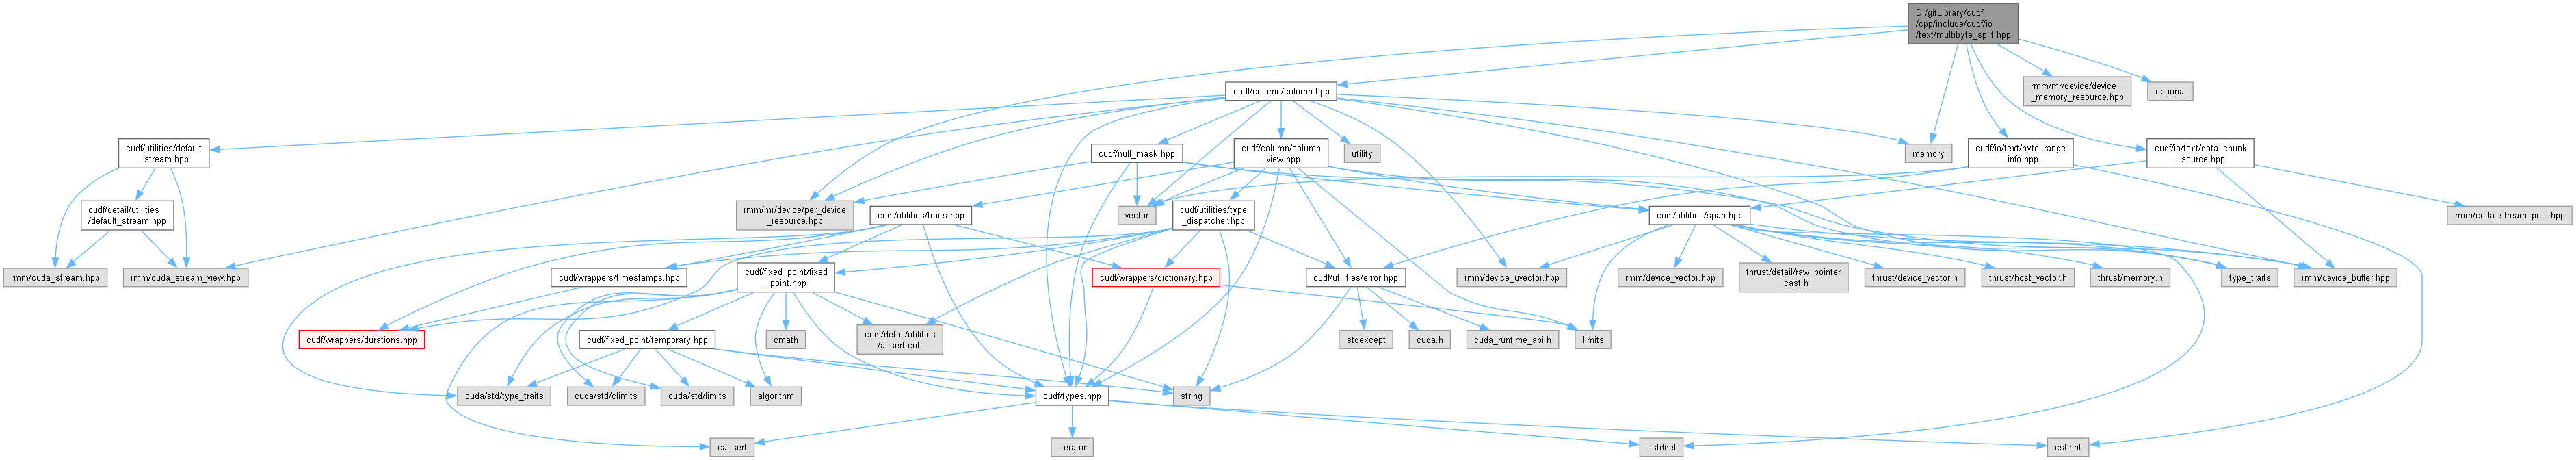 D:/gitLibrary/cudf
/cpp/include/cudf/io
/text/multibyte_split.hpp
cudf/column/column.hpp
rmm/mr/device/device
_memory_resource.hpp
optional
cudf/utilities/default
_stream.hpp
cudf/null_mask.hpp
cudf/column/column
_view.hpp
utility
memory
cudf/io/text/byte_range
_info.hpp
cudf/io/text/data_chunk
_source.hpp
cudf/detail/utilities
/default_stream.hpp
rmm/mr/device/per_device
_resource.hpp
cudf/utilities/traits.hpp
vector
cudf/utilities/type
_dispatcher.hpp
cudf/utilities/span.hpp
rmm/cuda_stream_pool.hpp
rmm/cuda_stream.hpp
rmm/cuda_stream_view.hpp
cudf/wrappers/timestamps.hpp
cudf/fixed_point/fixed
_point.hpp
cudf/wrappers/dictionary.hpp
cudf/utilities/error.hpp
rmm/device_uvector.hpp
rmm/device_vector.hpp
thrust/detail/raw_pointer
_cast.h
thrust/device_vector.h
thrust/host_vector.h
thrust/memory.h
type_traits
rmm/device_buffer.hpp
cudf/wrappers/durations.hpp
cudf/fixed_point/temporary.hpp
cmath
cudf/detail/utilities
/assert.cuh
stdexcept
cuda.h
cuda_runtime_api.h
limits
cuda/std/type_traits
cuda/std/climits
cuda/std/limits
algorithm
cudf/types.hpp
string
cassert
iterator
cstddef
cstdint